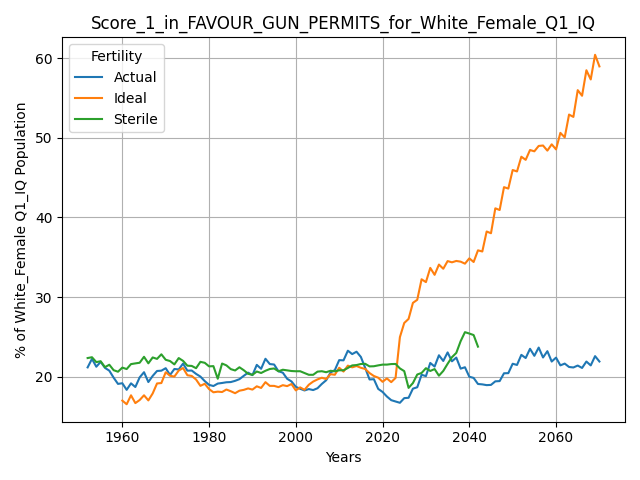 Score_1_in_FAVOUR_GUN_PERMITS_for_White_Female_Q1_IQ
Fertility
Actual
Ideal
Sterile
% of White_Female Q1_IQ Population
60
50
40
30
20
1960
1980
2000
2020
2040
2060
Years